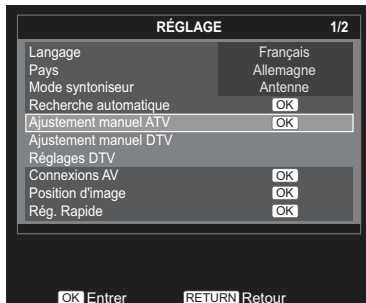 RÉGLAGE 1/2
Langage Français
Pays Allemagne
Mode syntoniseur Antenne
Recherche automatique OK
Ajustement manuel ATV OK
Ajustement manuel DTV
Réglages DTV
Connexions AV OK
Position d'image OK
Rég. Rapide OK
OK Entrer RETURN Retour